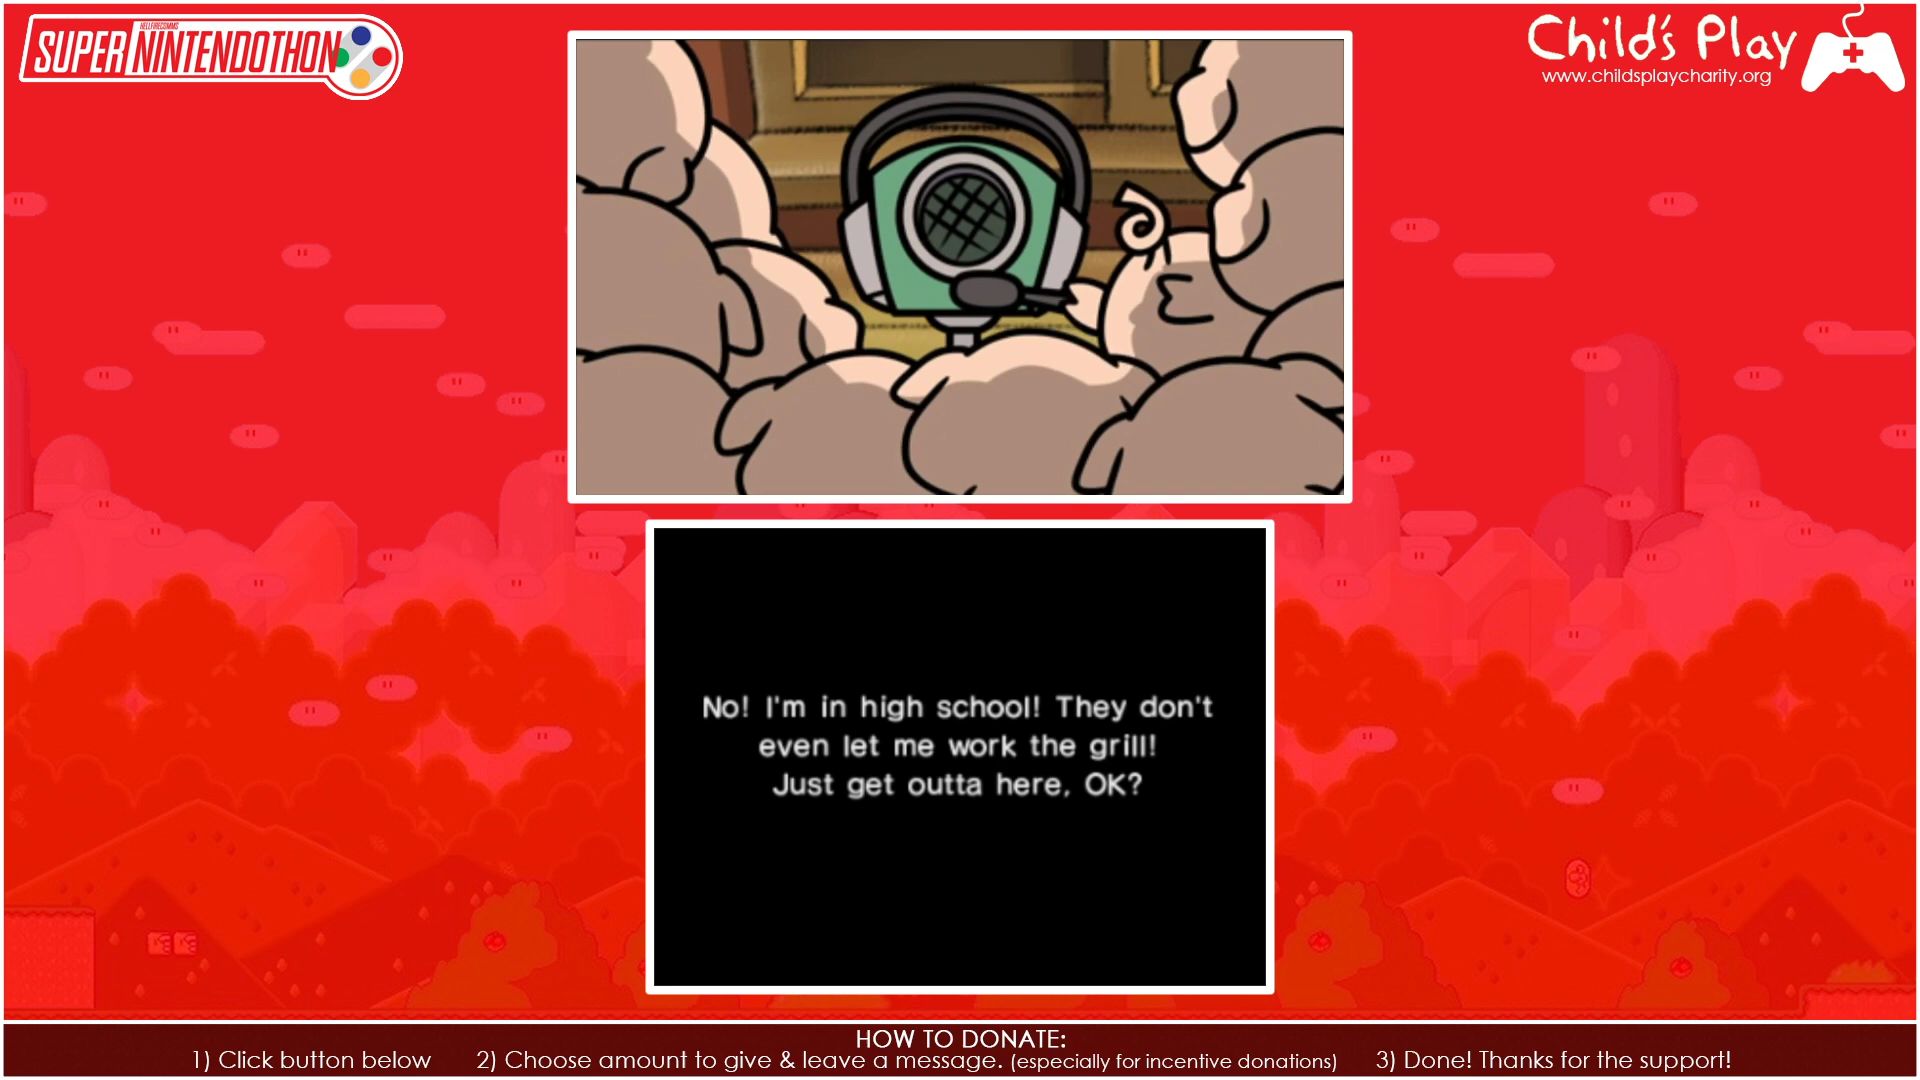 HELLFIRECOMMS
SUPER NINTENDOTHON
Child's Play
www.childsplaycharity.org
No! I'm in high school! They don't
even let me work the grill!
Just get outta here, OK?
HOW TO DONATE:
1) Click button below 2) Choose amount to give & leave a message. (especially for incentive donations) 3) Done! Thanks for the support!